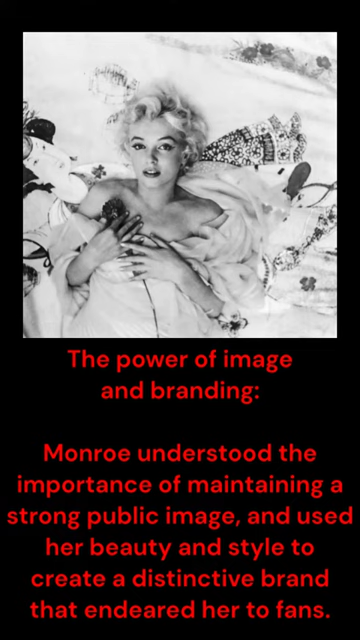 The power of image
and branding:
Monroe understood the
importance of maintaining a
strong public image, and used
her beauty and style to
create a distinctive brand
that endeared her to fans.